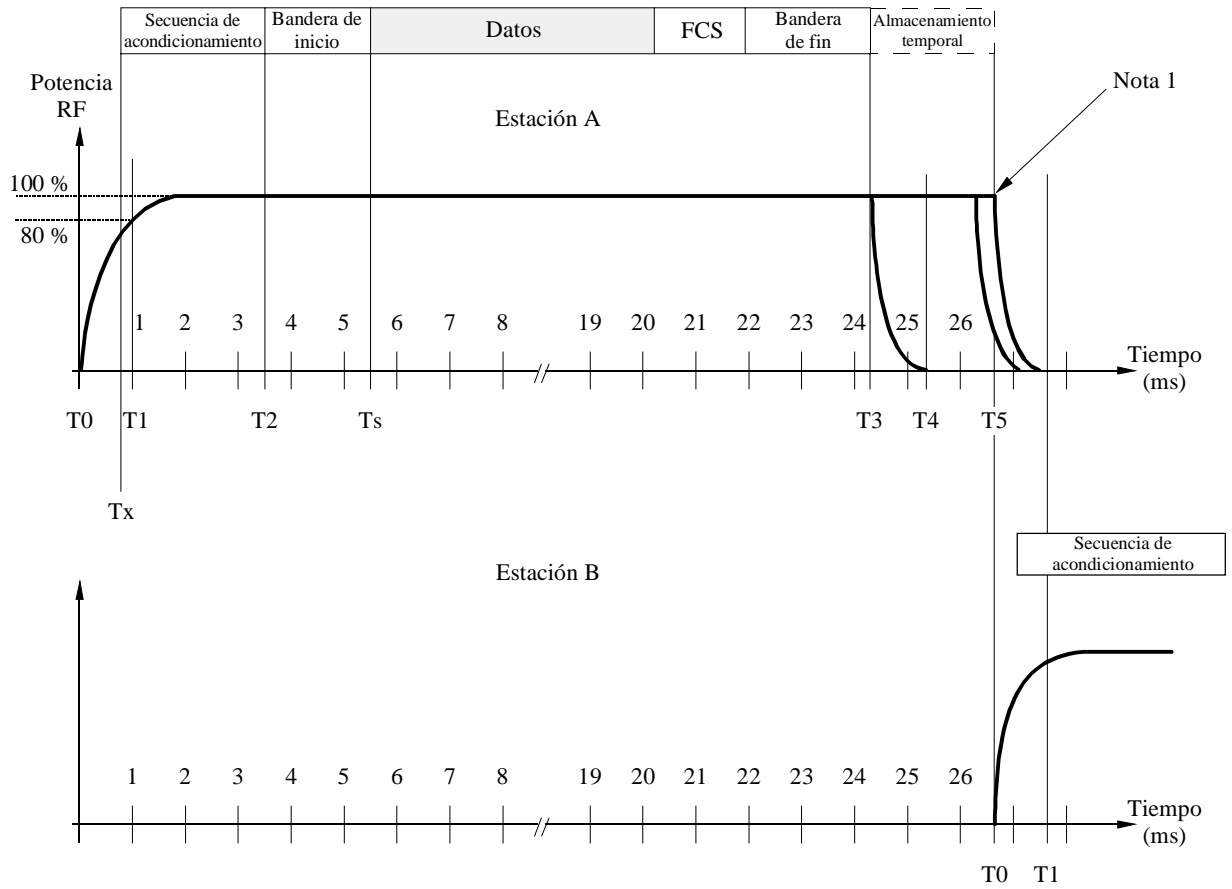 Secuencia de
acondicionamiento
Bandera de
inicio
Datos
FCS
Bandera
de fin
Almacenamiento
temporal
Potencia
RF
Estación A
Nota 1
100 %
80 %
1 2 3 4 5 6 7 8 19 20 21 22 23 24 25 26
Tiempo
(ms)
T0 T1 T2 Ts T3 T4 T5
Tx
Secuencia de
acondicionamiento
Estación B
1 2 3 4 5 6 7 8 19 20 21 22 23 24 25 26
Tiempo
(ms)
T0 T1